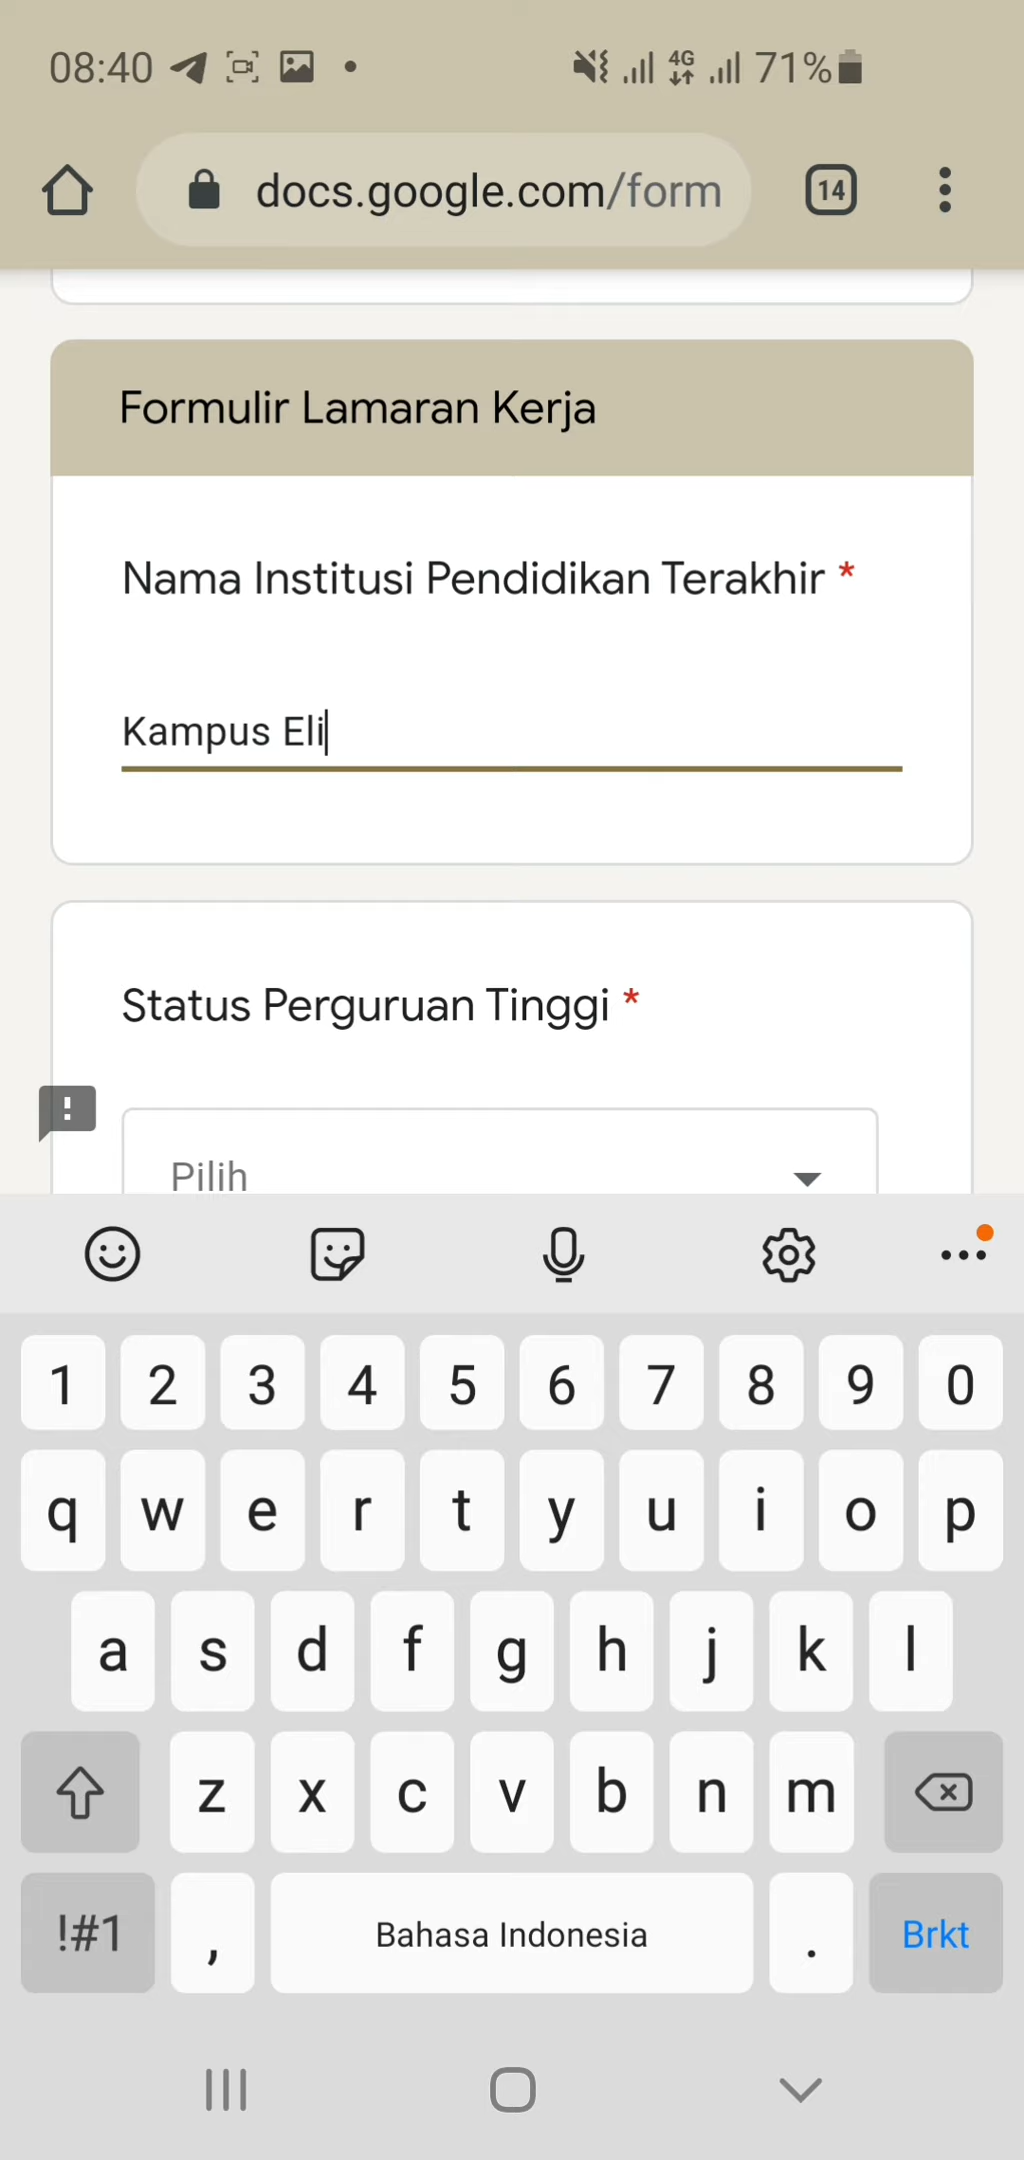 08:40 4G 71%
docs.google.com/form 14
Formulir Lamaran Kerja
Nama Institusi Pendidikan Terakhir *
Kampus Eli
Status Perguruan Tinggi *
!
Pilih
1 2 3 4 5 6 7 8 9 0
q w e r t y u i o p
a s d f g h j k l
z x c v b n m
!#1 , Bahasa Indonesia . Brkt